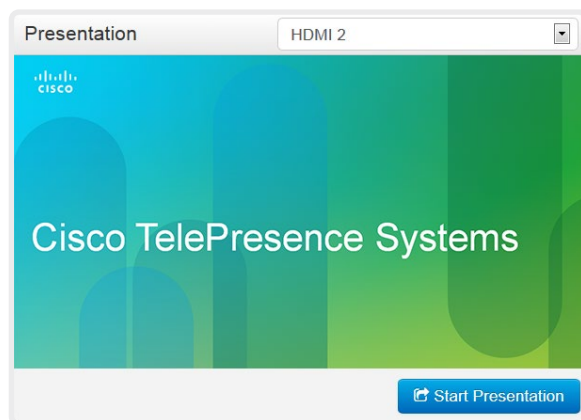 Presentation
HDMI 2
CISCO
Cisco TelePresence Systems
Start Presentation